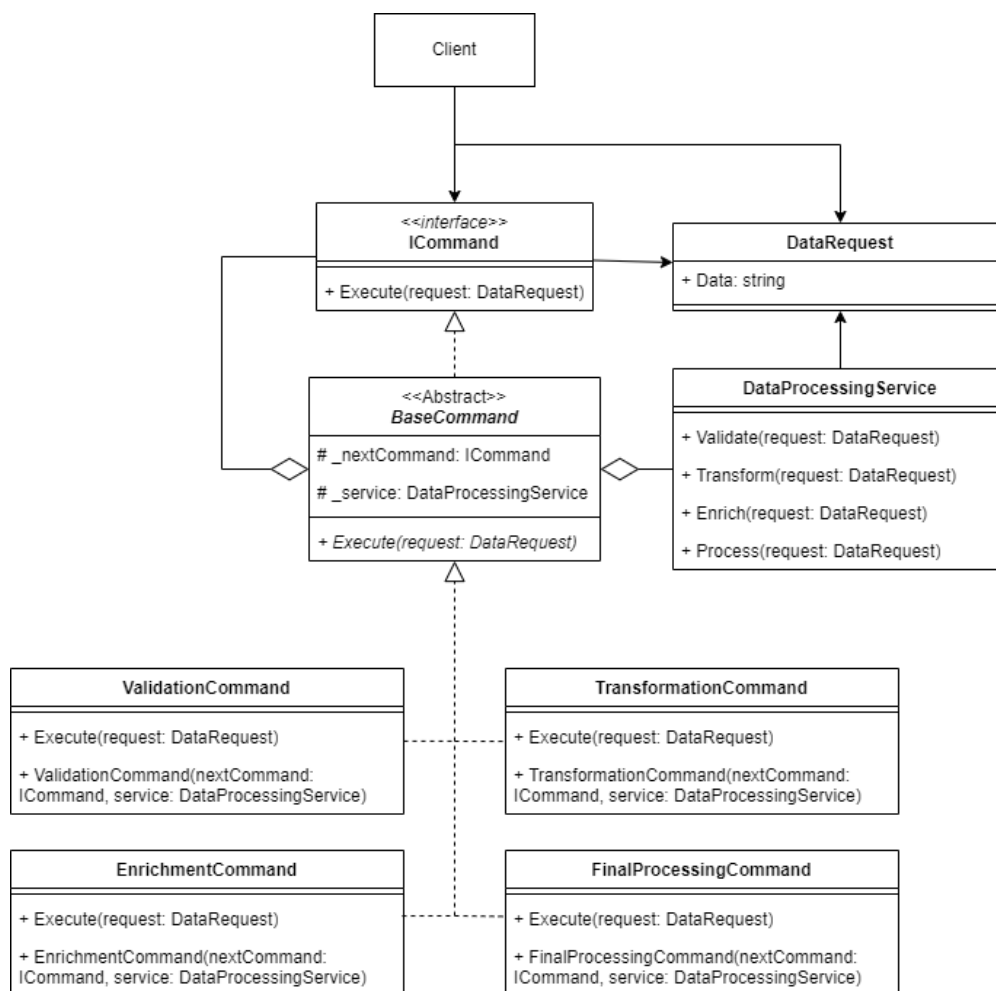 Client
<<interface>>
ICommand
+ Execute(request: DataRequest)
DataRequest
+ Data: string
<<Abstract>>
BaseCommand
# _nextCommand: ICommand
# _service: DataProcessingService
+ Execute(request: DataRequest)
DataProcessingService
+ Validate(request: DataRequest)
+ Transform(request: DataRequest)
+ Enrich(request: DataRequest)
+ Process(request: DataRequest)
ValidationCommand
+ Execute(request: DataRequest)
+ ValidationCommand(nextCommand:
ICommand, service: DataProcessingService)
TransformationCommand
+ Execute(request: DataRequest)
+ TransformationCommand(nextCommand:
ICommand, service: DataProcessingService)
EnrichmentCommand
+ Execute(request: DataRequest)
+ EnrichmentCommand(nextCommand:
ICommand, service: DataProcessingService)
FinalProcessingCommand
+ Execute(request: DataRequest)
+ FinalProcessingCommand(nextCommand:
ICommand, service: DataProcessingService)